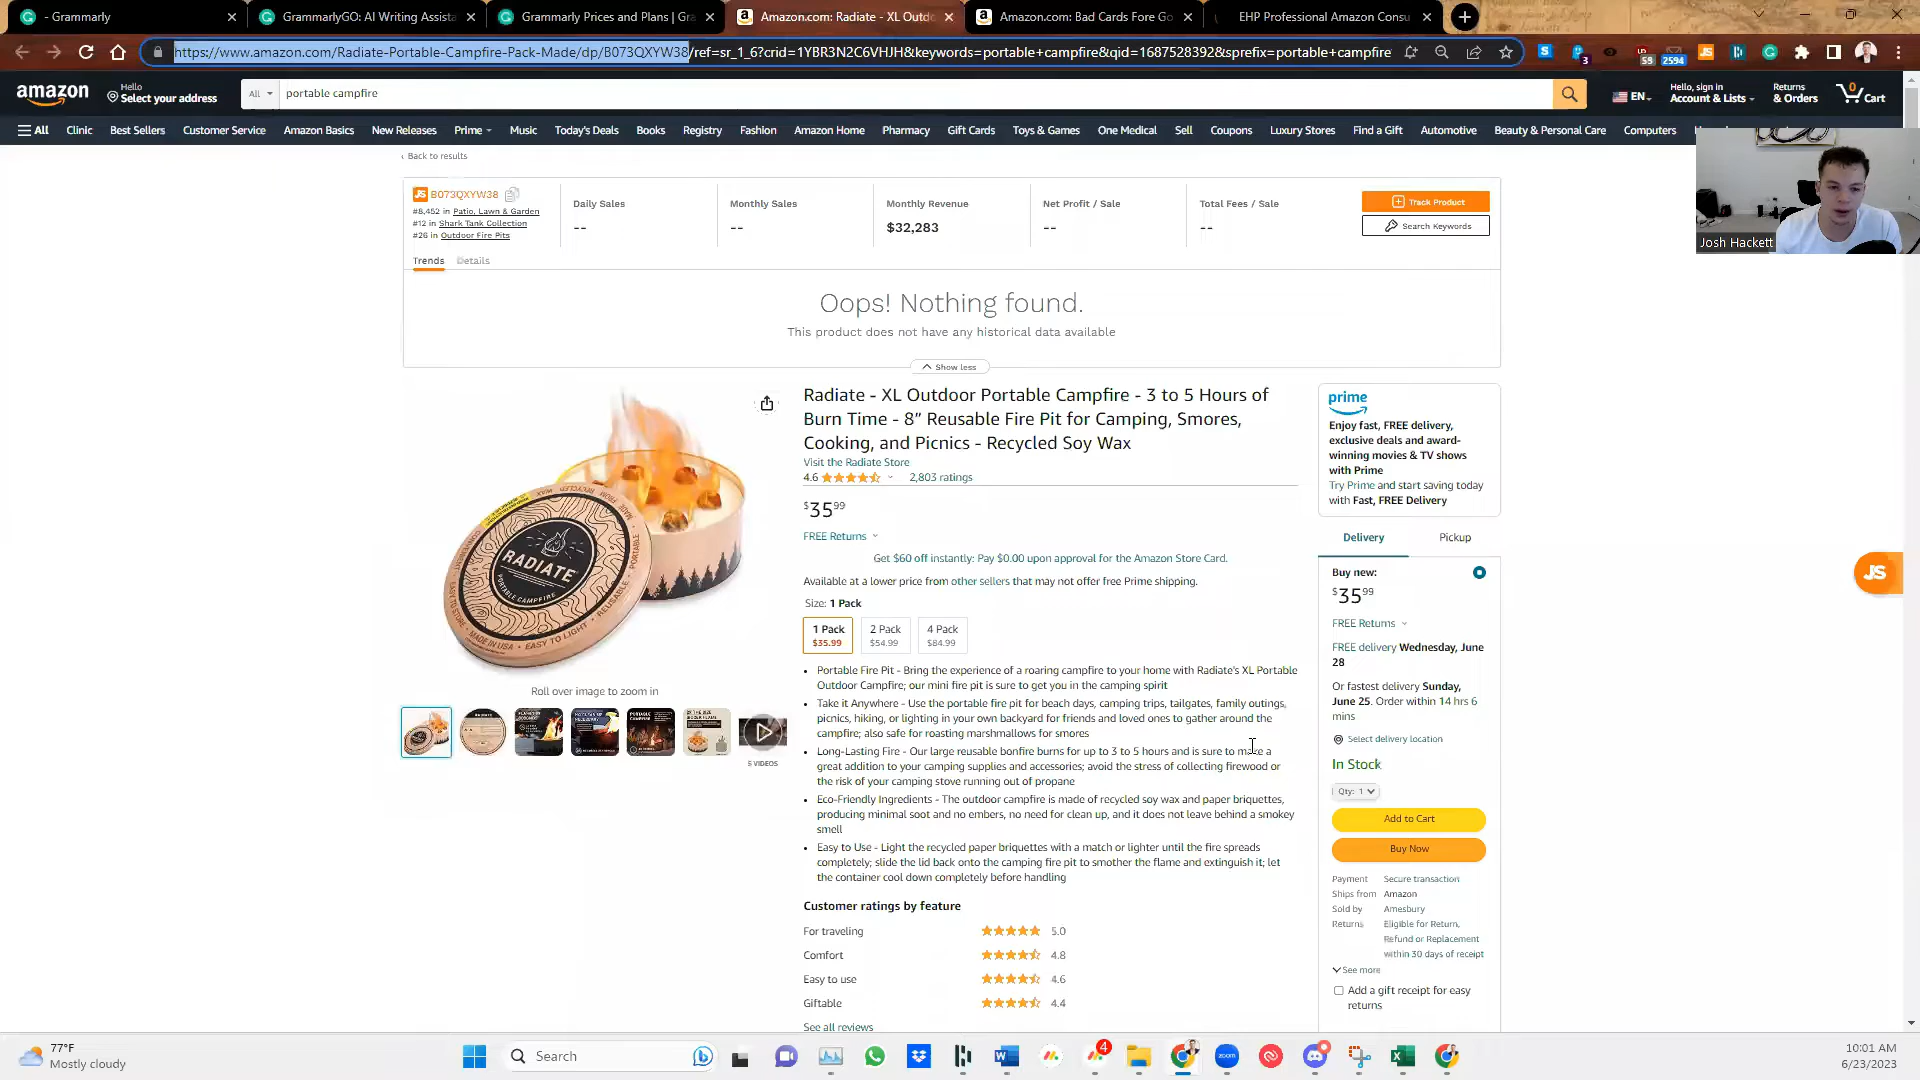 - Grammarly
GrammarlyGO: AI Writing Assista
Grammarly Prices and Plans | Gra
Amazon.com: Radiate - XL Outdo
Amazon.com: Bad Cards Fore Go
EHP Professional Amazon Consu
https://www.amazon.com/Radiate-Portable-Campfire-Pack-Made/dp/B073QXYW38/ref=sr_1_6?crid=1YBR3N2C6VHJH&keywords=portable+campfire&qid=1687528392&sprefix=portable+campfire
3
59
2594
amazon
Hello
Select your address
All
portable campfire
EN
Hello, sign in
Account & Lists
Returns
& Orders
0
Cart
All Clinic Best Sellers Customer Service Amazon Basics New Releases Prime Music Today's Deals Books Registry Fashion Amazon Home Pharmacy Gift Cards Toys & Games One Medical Sell Coupons Luxury Stores Find a Gift Automotive Beauty & Personal Care Computers
Josh Hackett
‹ Back to results
JS B073QXYW38
#8,452 in Patio, Lawn & Garden
#12 in Shark Tank Collection
#26 in Outdoor Fire Pits
Daily Sales
--
Monthly Sales
--
Monthly Revenue
$32,283
Net Profit / Sale
--
Total Fees / Sale
--
Track Product
Search Keywords
Trends Details
Oops! Nothing found.
This product does not have any historical data available
Show less
RADIATE
PORTABLE CAMPFIRE
MADE IN USA • EASY TO LIGHT • REUSABLE • PORTABLE
Roll over image to zoom in
5 VIDEOS
Radiate - XL Outdoor Portable Campfire - 3 to 5 Hours of
Burn Time - 8” Reusable Fire Pit for Camping, Smores,
Cooking, and Picnics - Recycled Soy Wax
Visit the Radiate Store
4.6 2,803 ratings
$35 99
FREE Returns
Get $60 off instantly: Pay $0.00 upon approval for the Amazon Store Card.
Available at a lower price from other sellers that may not offer free Prime shipping.
Size: 1 Pack
1 Pack
$35.99
2 Pack
$54.99
4 Pack
$84.99
• Portable Fire Pit - Bring the experience of a roaring campfire to your home with Radiate's XL Portable
Outdoor Campfire; our mini fire pit is sure to get you in the camping spirit
• Take it Anywhere - Use the portable fire pit for beach days, camping trips, tailgates, family outings,
picnics, hiking, or lighting in your own backyard for friends and loved ones to gather around the
campfire; also safe for roasting marshmallows for smores
• Long-Lasting Fire - Our large reusable bonfire burns for up to 3 to 5 hours and is sure to make a
great addition to your camping supplies and accessories; avoid the stress of collecting firewood or
the risk of your camping stove running out of propane
• Eco-Friendly Ingredients - The outdoor campfire is made of recycled soy wax and paper briquettes,
producing minimal soot and no embers, no need for clean up, and it does not leave behind a smokey
smell
• Easy to Use - Light the recycled paper briquettes with a match or lighter until the fire spreads
completely; slide the lid back onto the camping fire pit to smother the flame and extinguish it; let
the container cool down completely before handling
Customer ratings by feature
For traveling 5.0
Comfort 4.8
Easy to use 4.6
Giftable 4.4
See all reviews
prime
Enjoy fast, FREE delivery,
exclusive deals and award-
winning movies & TV shows
with Prime
Try Prime and start saving today
with Fast, FREE Delivery
Delivery Pickup
Buy new:
$35 99
FREE Returns
FREE delivery Wednesday, June
28
Or fastest delivery Sunday,
June 25. Order within 14 hrs 6
mins
Select delivery location
In Stock
Qty: 1
Add to Cart
Buy Now
Payment Secure transaction
Ships from Amazon
Sold by Amesbury
Returns Eligible for Return,
Refund or Replacement
within 30 days of receipt
See more
Add a gift receipt for easy
returns
JS
77°F
Mostly cloudy
Search
4
zoom
10:01 AM
6/23/2023